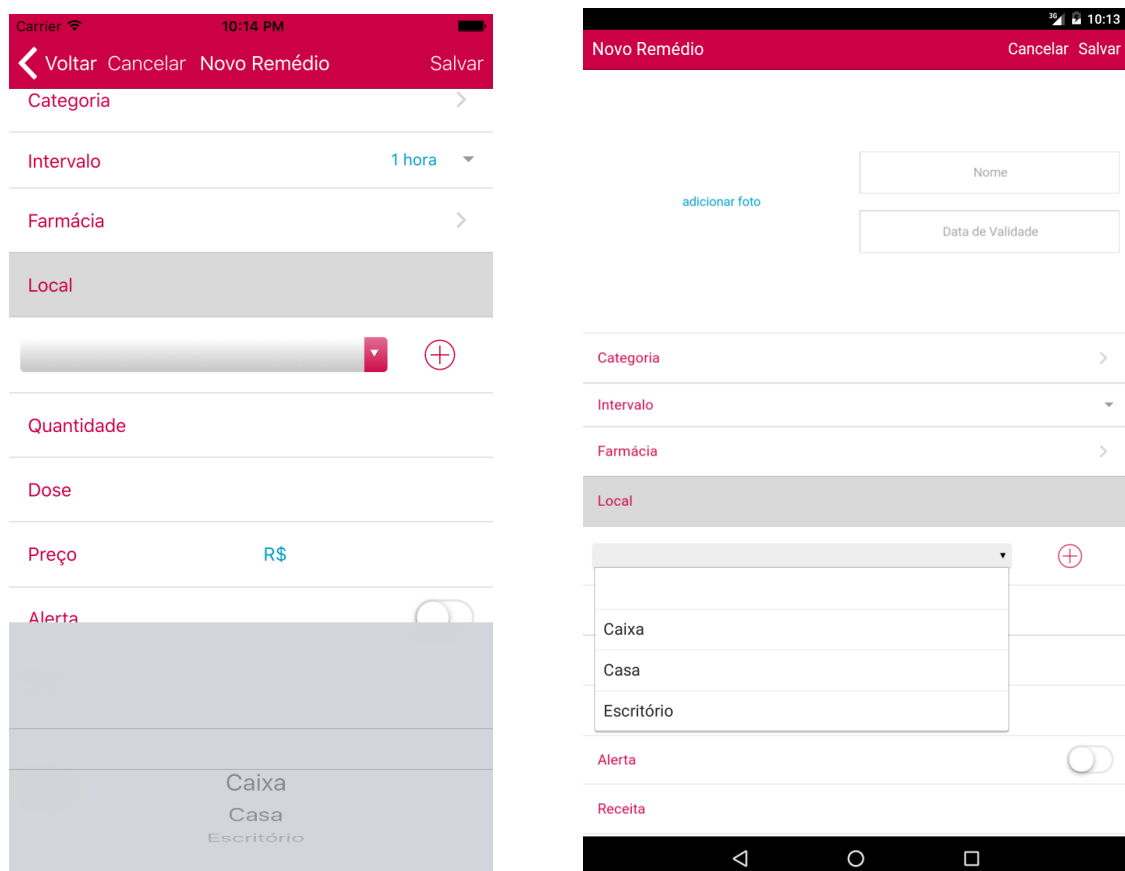 Carrier 10:14 PM
Voltar Cancelar Novo Remédio Salvar
Categoria
Intervalo 1 hora
Farmácia
Local
Quantidade
Dose
Preço R$
Alerta
Caixa
Casa
Escritório
3G 10:13
Novo Remédio Cancelar Salvar
adicionar foto
Nome
Data de Validade
Categoria
Intervalo
Farmácia
Local
Caixa
Casa
Escritório
Alerta
Receita